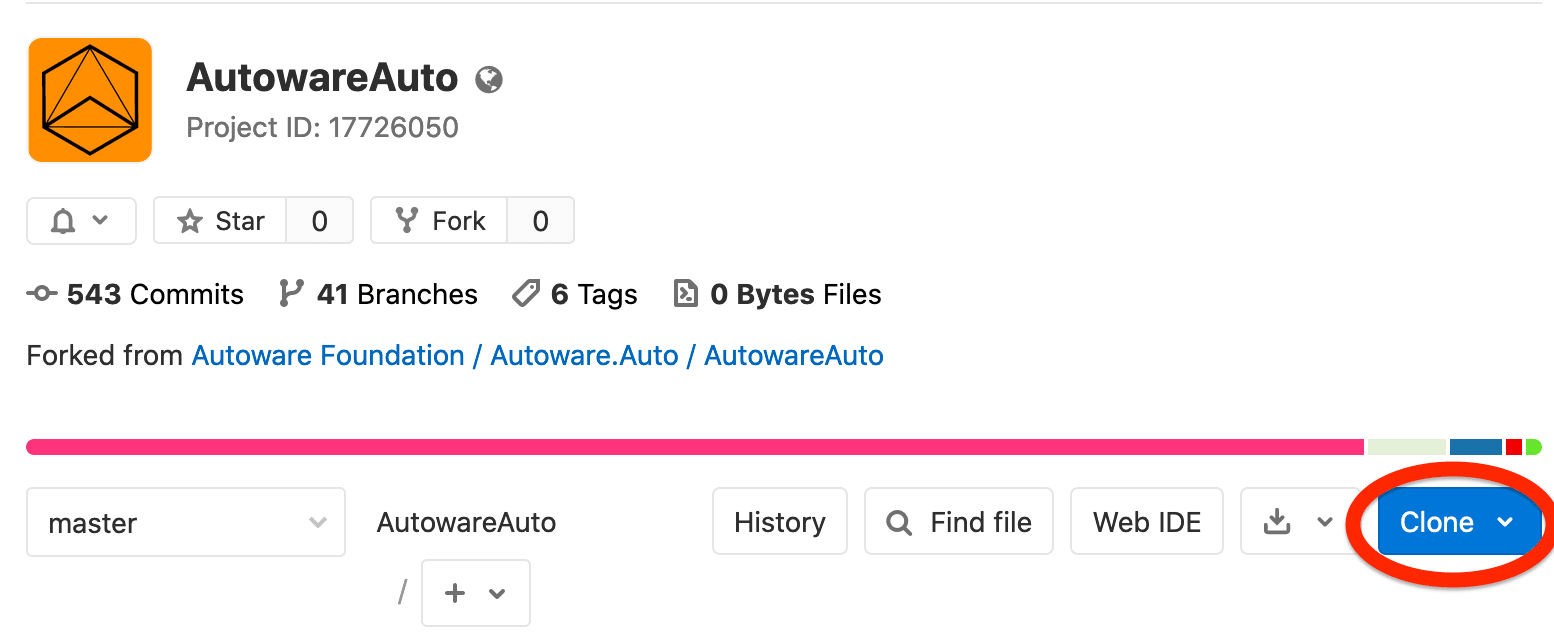 AutowareAuto
Project ID: 17726050
Star 0 Fork 0
543 Commits 41 Branches 6 Tags 0 Bytes Files
Forked from Autoware Foundation / Autoware.Auto / AutowareAuto
master AutowareAuto History Find file Web IDE Clone
/ +